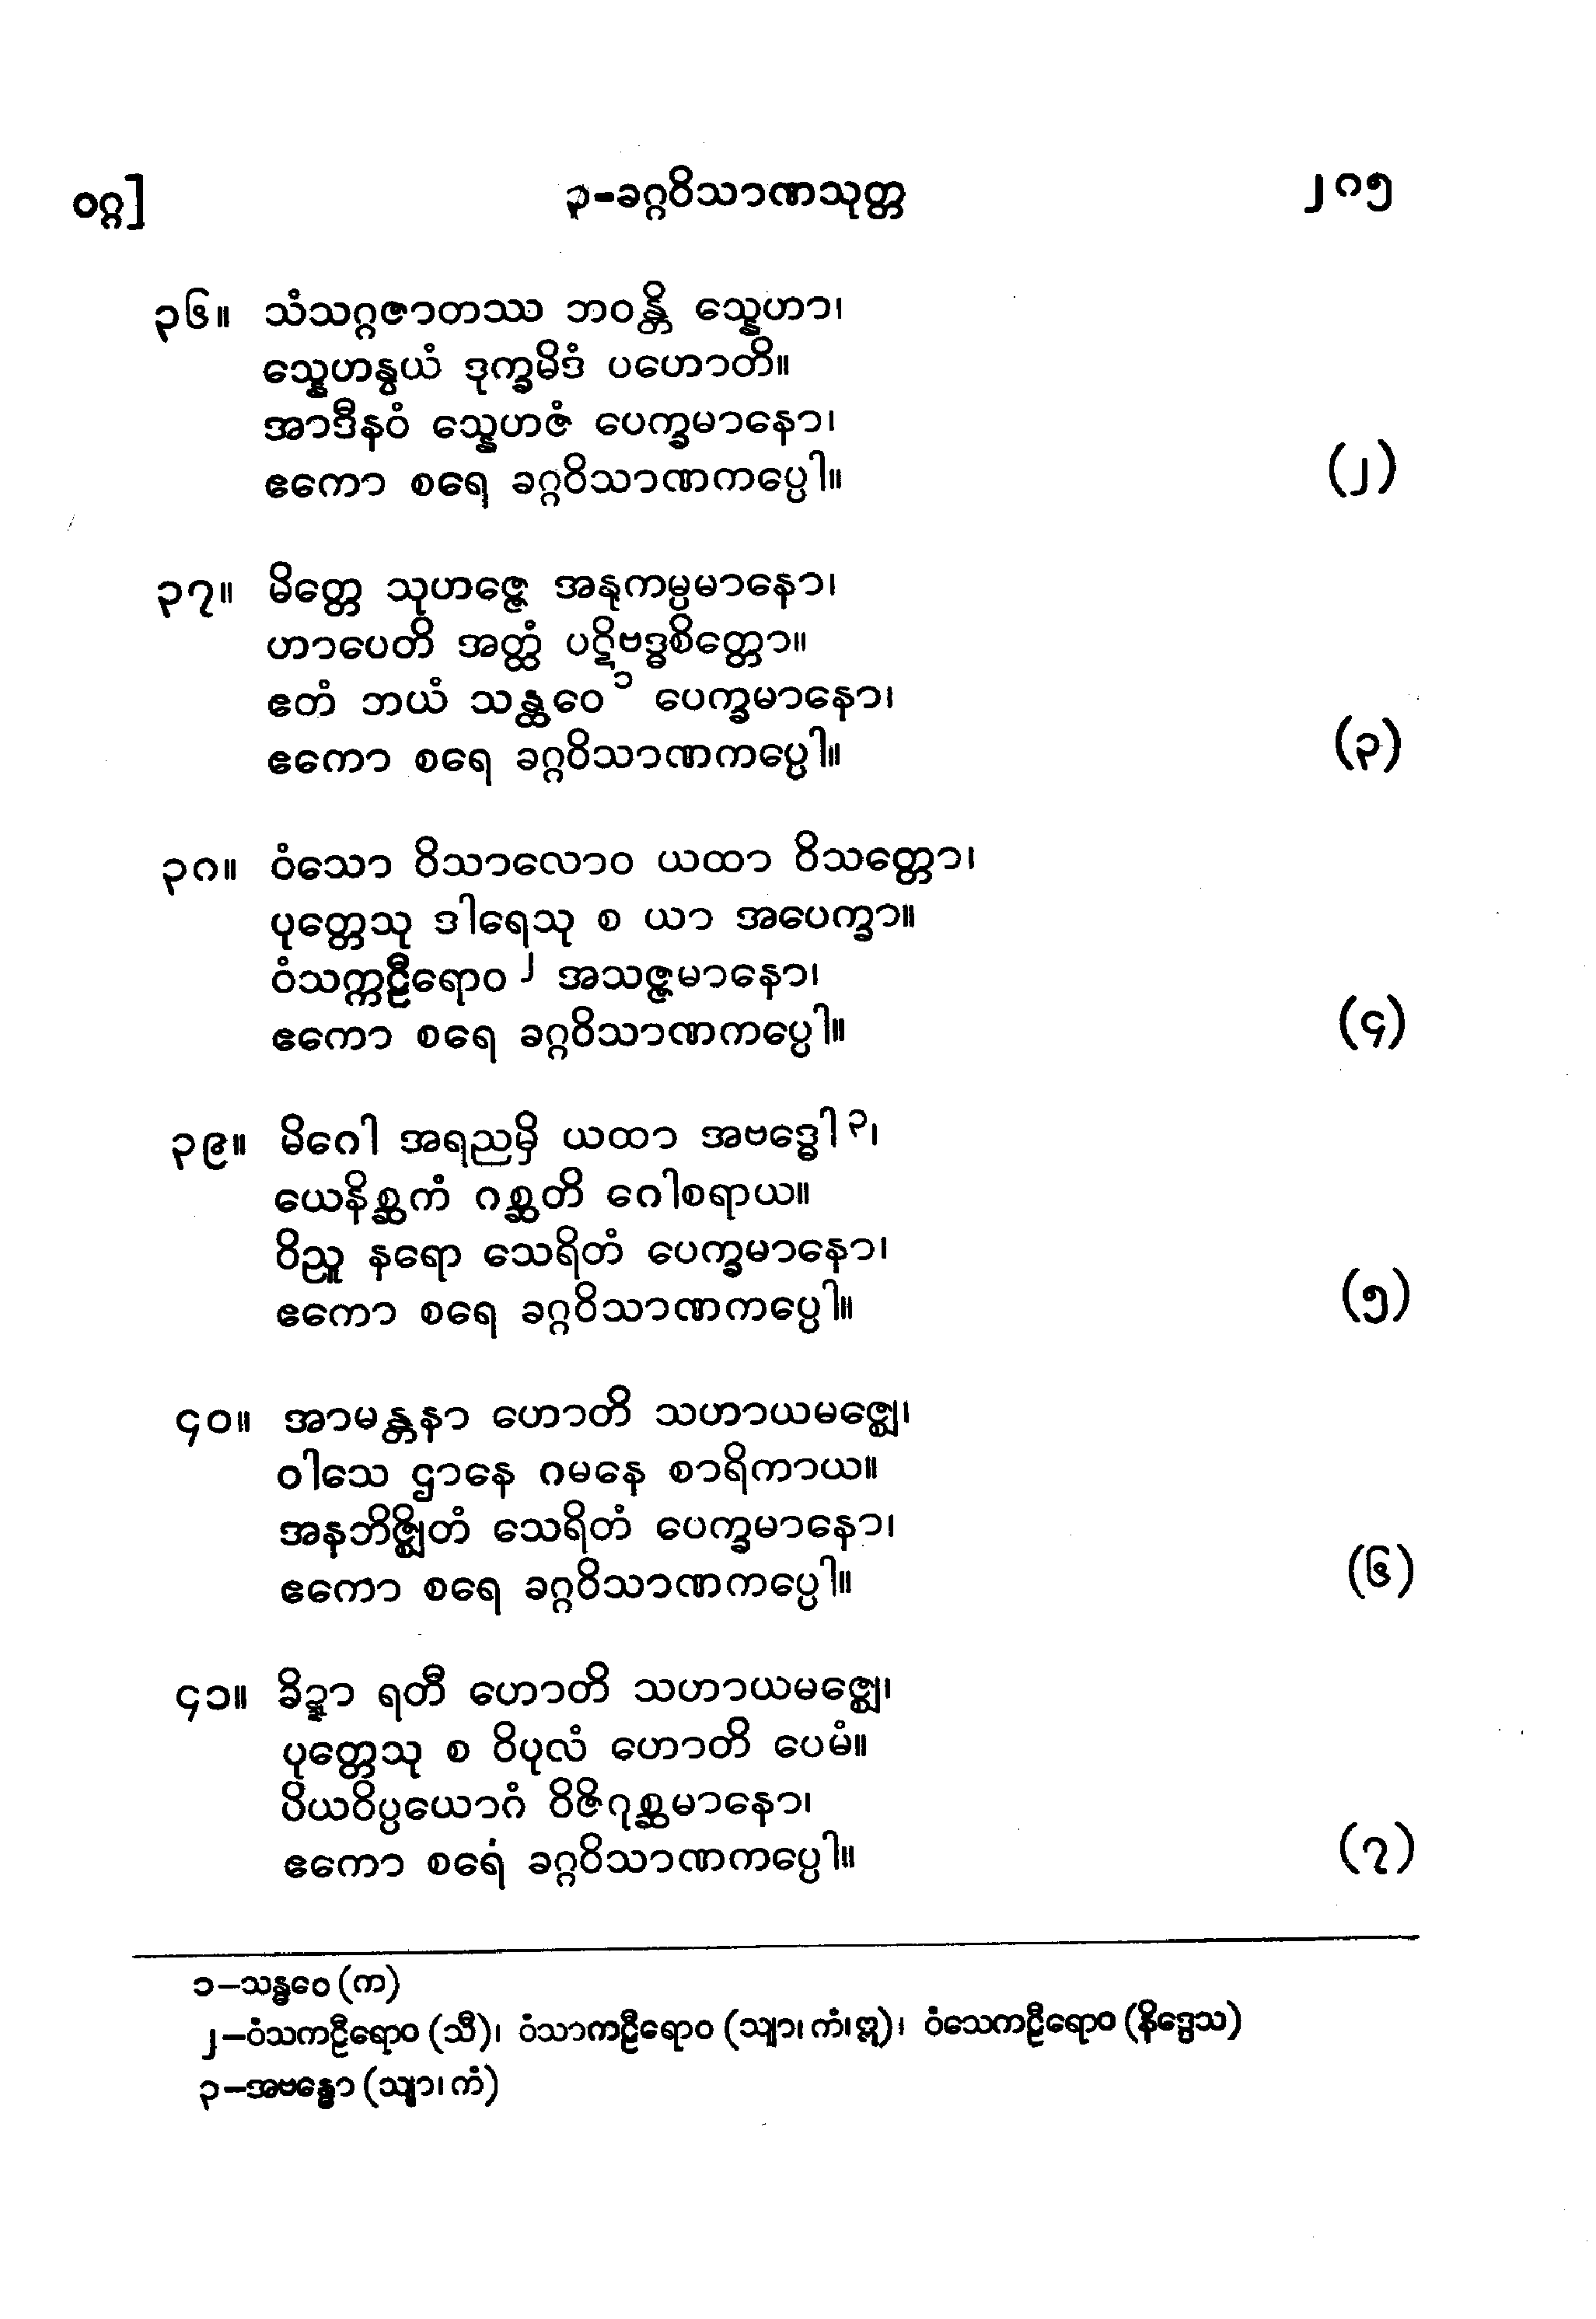 ဝဂ္ဂ] ၃-ခဂ္ဂဝိသာဏသုတ္တ ၂၈၅
၃၆။ သံသဂ္ဂဇာတဿ ဘဝန္တိ သ္နေဟာ၊
သ္နေဟန္ဝယံ ဒုက္ခမိဒံ ပဟောတိ။
အာဒီနဝံ သ္နေဟဇံ ပေက္ခမာနော၊
ဧကော စရေ ခဂ္ဂဝိသာဏကပ္ပေါ။ (၂)
၃၇။ မိတ္တေ သုဟဇ္ဇေ အနုကမ္ပမာနော၊
ဟာပေတိ အတ္ထံ ပဋိဗဒ္ဓစိတ္တော။
ဧတံ ဘယံ သန္ထဝေ ၁ ပေက္ခမာနော၊
ဧကော စရေ ခဂ္ဂဝိသာဏကပ္ပေါ။ (၃)
၃၈။ ဝံသော ဝိသာလောဝ ယထာ ဝိသတ္တော၊
ပုတ္တေသု ဒါရေသု စ ယာ အပေက္ခာ။
ဝံသက္ကဠီရောဝ ၂ အသဇ္ဇမာနော၊
ဧကော စရေ ခဂ္ဂဝိသာဏကပ္ပေါ။ (၄)
၃၉။ မိဂေါ အရညမှိ ယထာ အဗဒ္ဓေါ ၃၊
ယေနိစ္ဆကံ ဂစ္ဆတိ ဂေါစရာယ။
ဝိညူ နရော သေရိတံ ပေက္ခမာနော၊
ဧကော စရေ ခဂ္ဂဝိသာဏကပ္ပေါ။ (၅)
၄၀။ အာမန္တနာ ဟောတိ သဟာယမဇ္ဈေ၊
ဝါသေ ဌာနေ ဂမနေ စာရိကာယ။
အနဘိဇ္ဈိတံ သေရိတံ ပေက္ခမာနော၊
ဧကော စရေ ခဂ္ဂဝိသာဏကပ္ပေါ။ (၆)
၄၁။ ခိဍ္ဍာ ရတီ ဟောတိ သဟာယမဇ္ဈေ၊
ပုတ္တေသု စ ဝိပုလံ ဟောတိ ပေမံ။
ပိယဝိပ္ပယောဂံ ဝိဇိဂုစ္ဆမာနော၊
ဧကော စရေ ခဂ္ဂဝိသာဏကပ္ပေါ။ (၇)
၁–သန္ဓဝေ (က)
၂–ဝံသကဠီရောဝ (သီ)၊ ဝံသာကဠီရောဝ (သျာ၊ ကံ၊ ဣ)၊ ဝံသေကဠီရောဝ (နိဒ္ဒေသ)
၃–အဗန္ဓော (သျာ၊ ကံ)